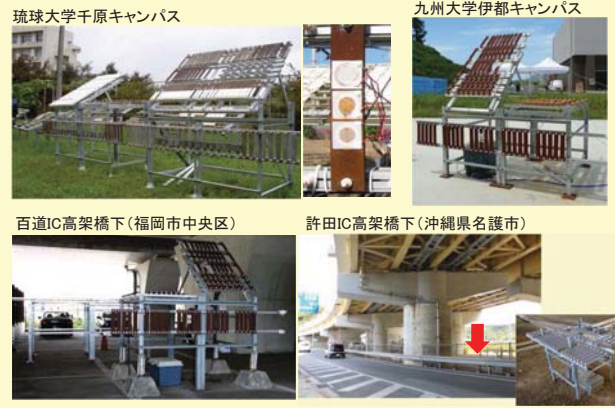 琉球大学千原キャンパス
九州大学伊都キャンパス
百道IC高架橋下（福岡市中央区）
許田IC高架橋下（沖縄県名護市）